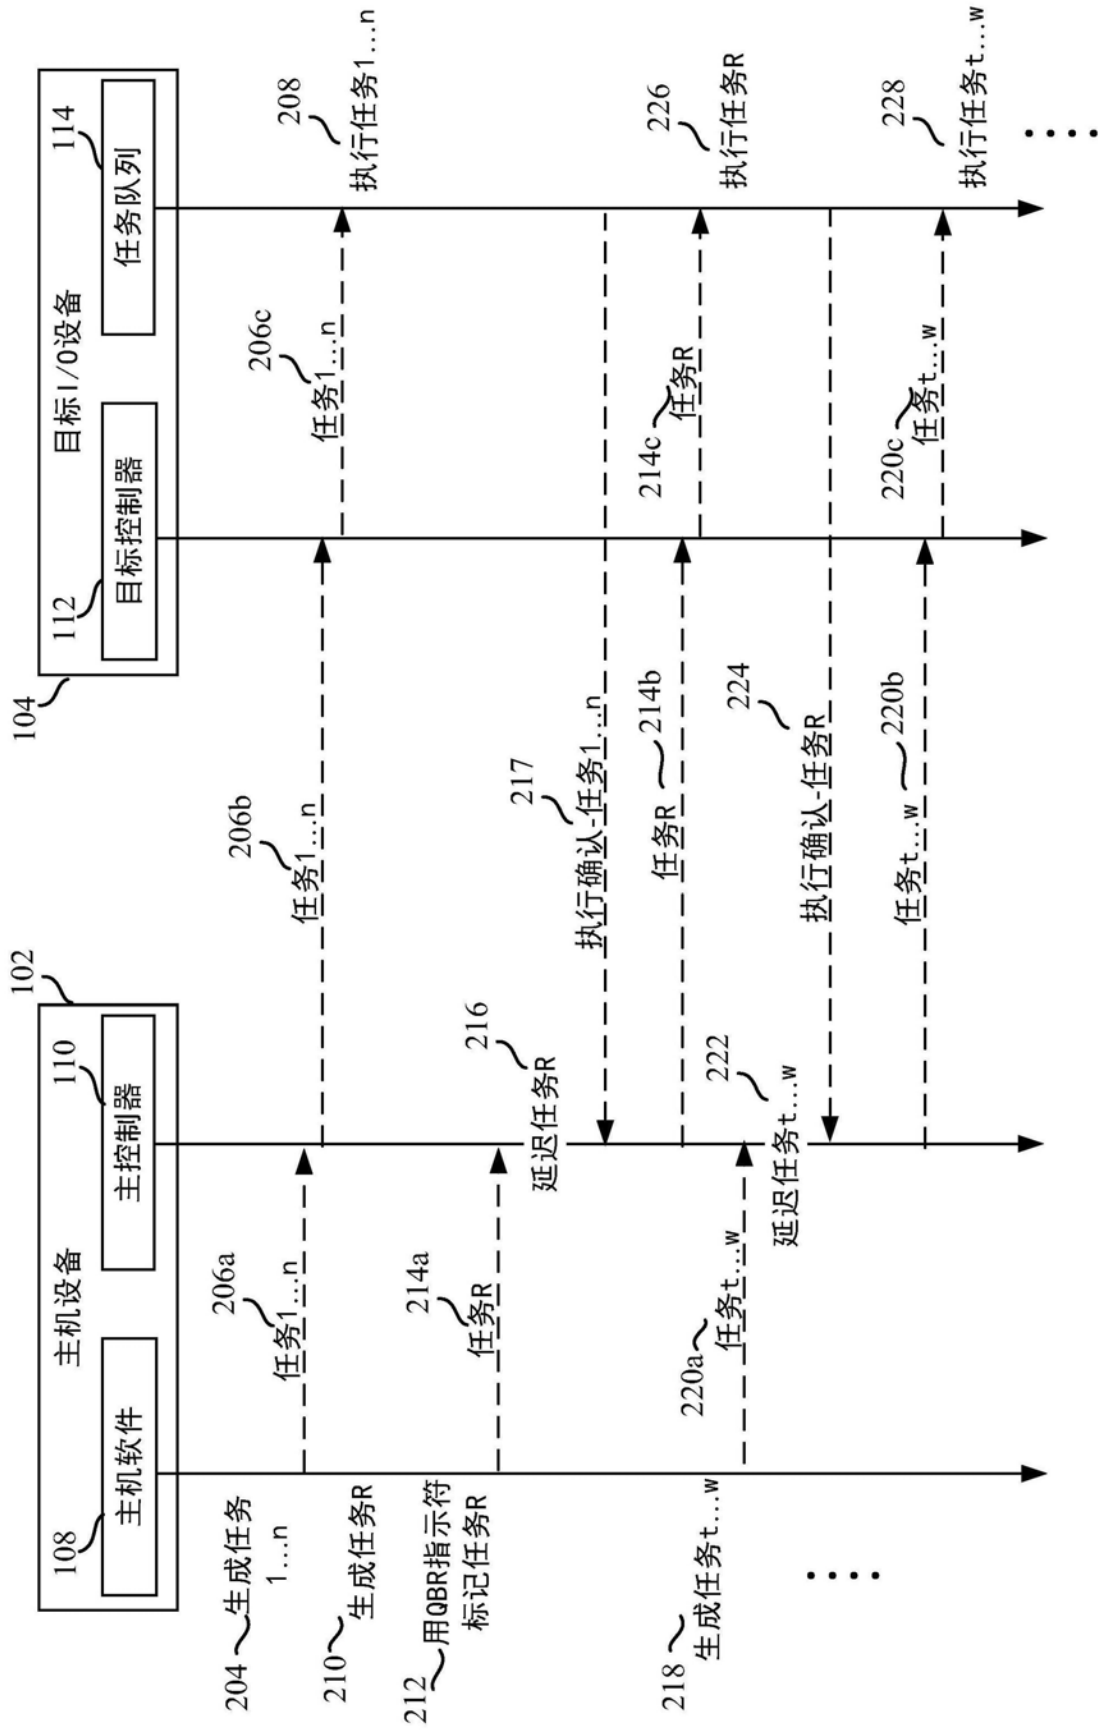 102
104
主机设备
目标I/O设备
108
主机软件
110
主控制器
112
目标控制器
114
任务队列
204
生成任务
1...n
206a
任务1...n
206b
任务1...n
206c
任务1...n
208
执行任务1...n
210
生成任务R
212
用QBR指示符
标记任务R
214a
任务R
216
延迟任务R
217
执行确认-任务1...n
214b
任务R
214c
任务R
226
执行任务R
218
生成任务t...w
220a
任务t...w
222
延迟任务t...w
224
执行确认-任务R
220b
任务t...w
220c
任务t...w
228
执行任务t...w